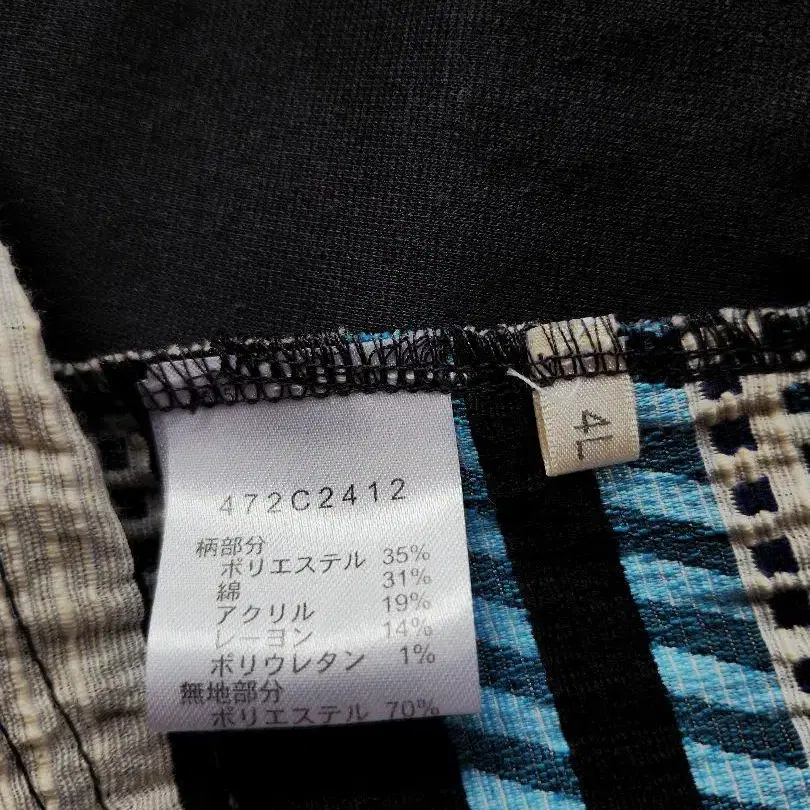 472C2412
柄部分
ポリエステル 35%
綿 31%
アクリル 19%
レーヨン 14%
ポリウレタン 1%
無地部分
ポリエステル 70%
4L